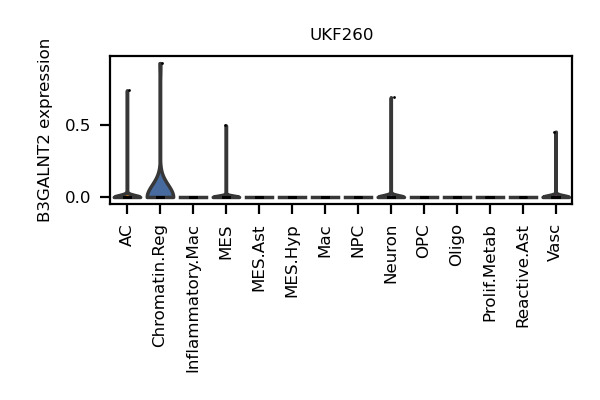 UKF260
B3GALNT2 expression
0.5
0.0
AC
Chromatin.Reg
Inflammatory.Mac
MES
MES.Ast
MES.Hyp
Mac
NPC
Neuron
OPC
Oligo
Prolif.Metab
Reactive.Ast
Vasc